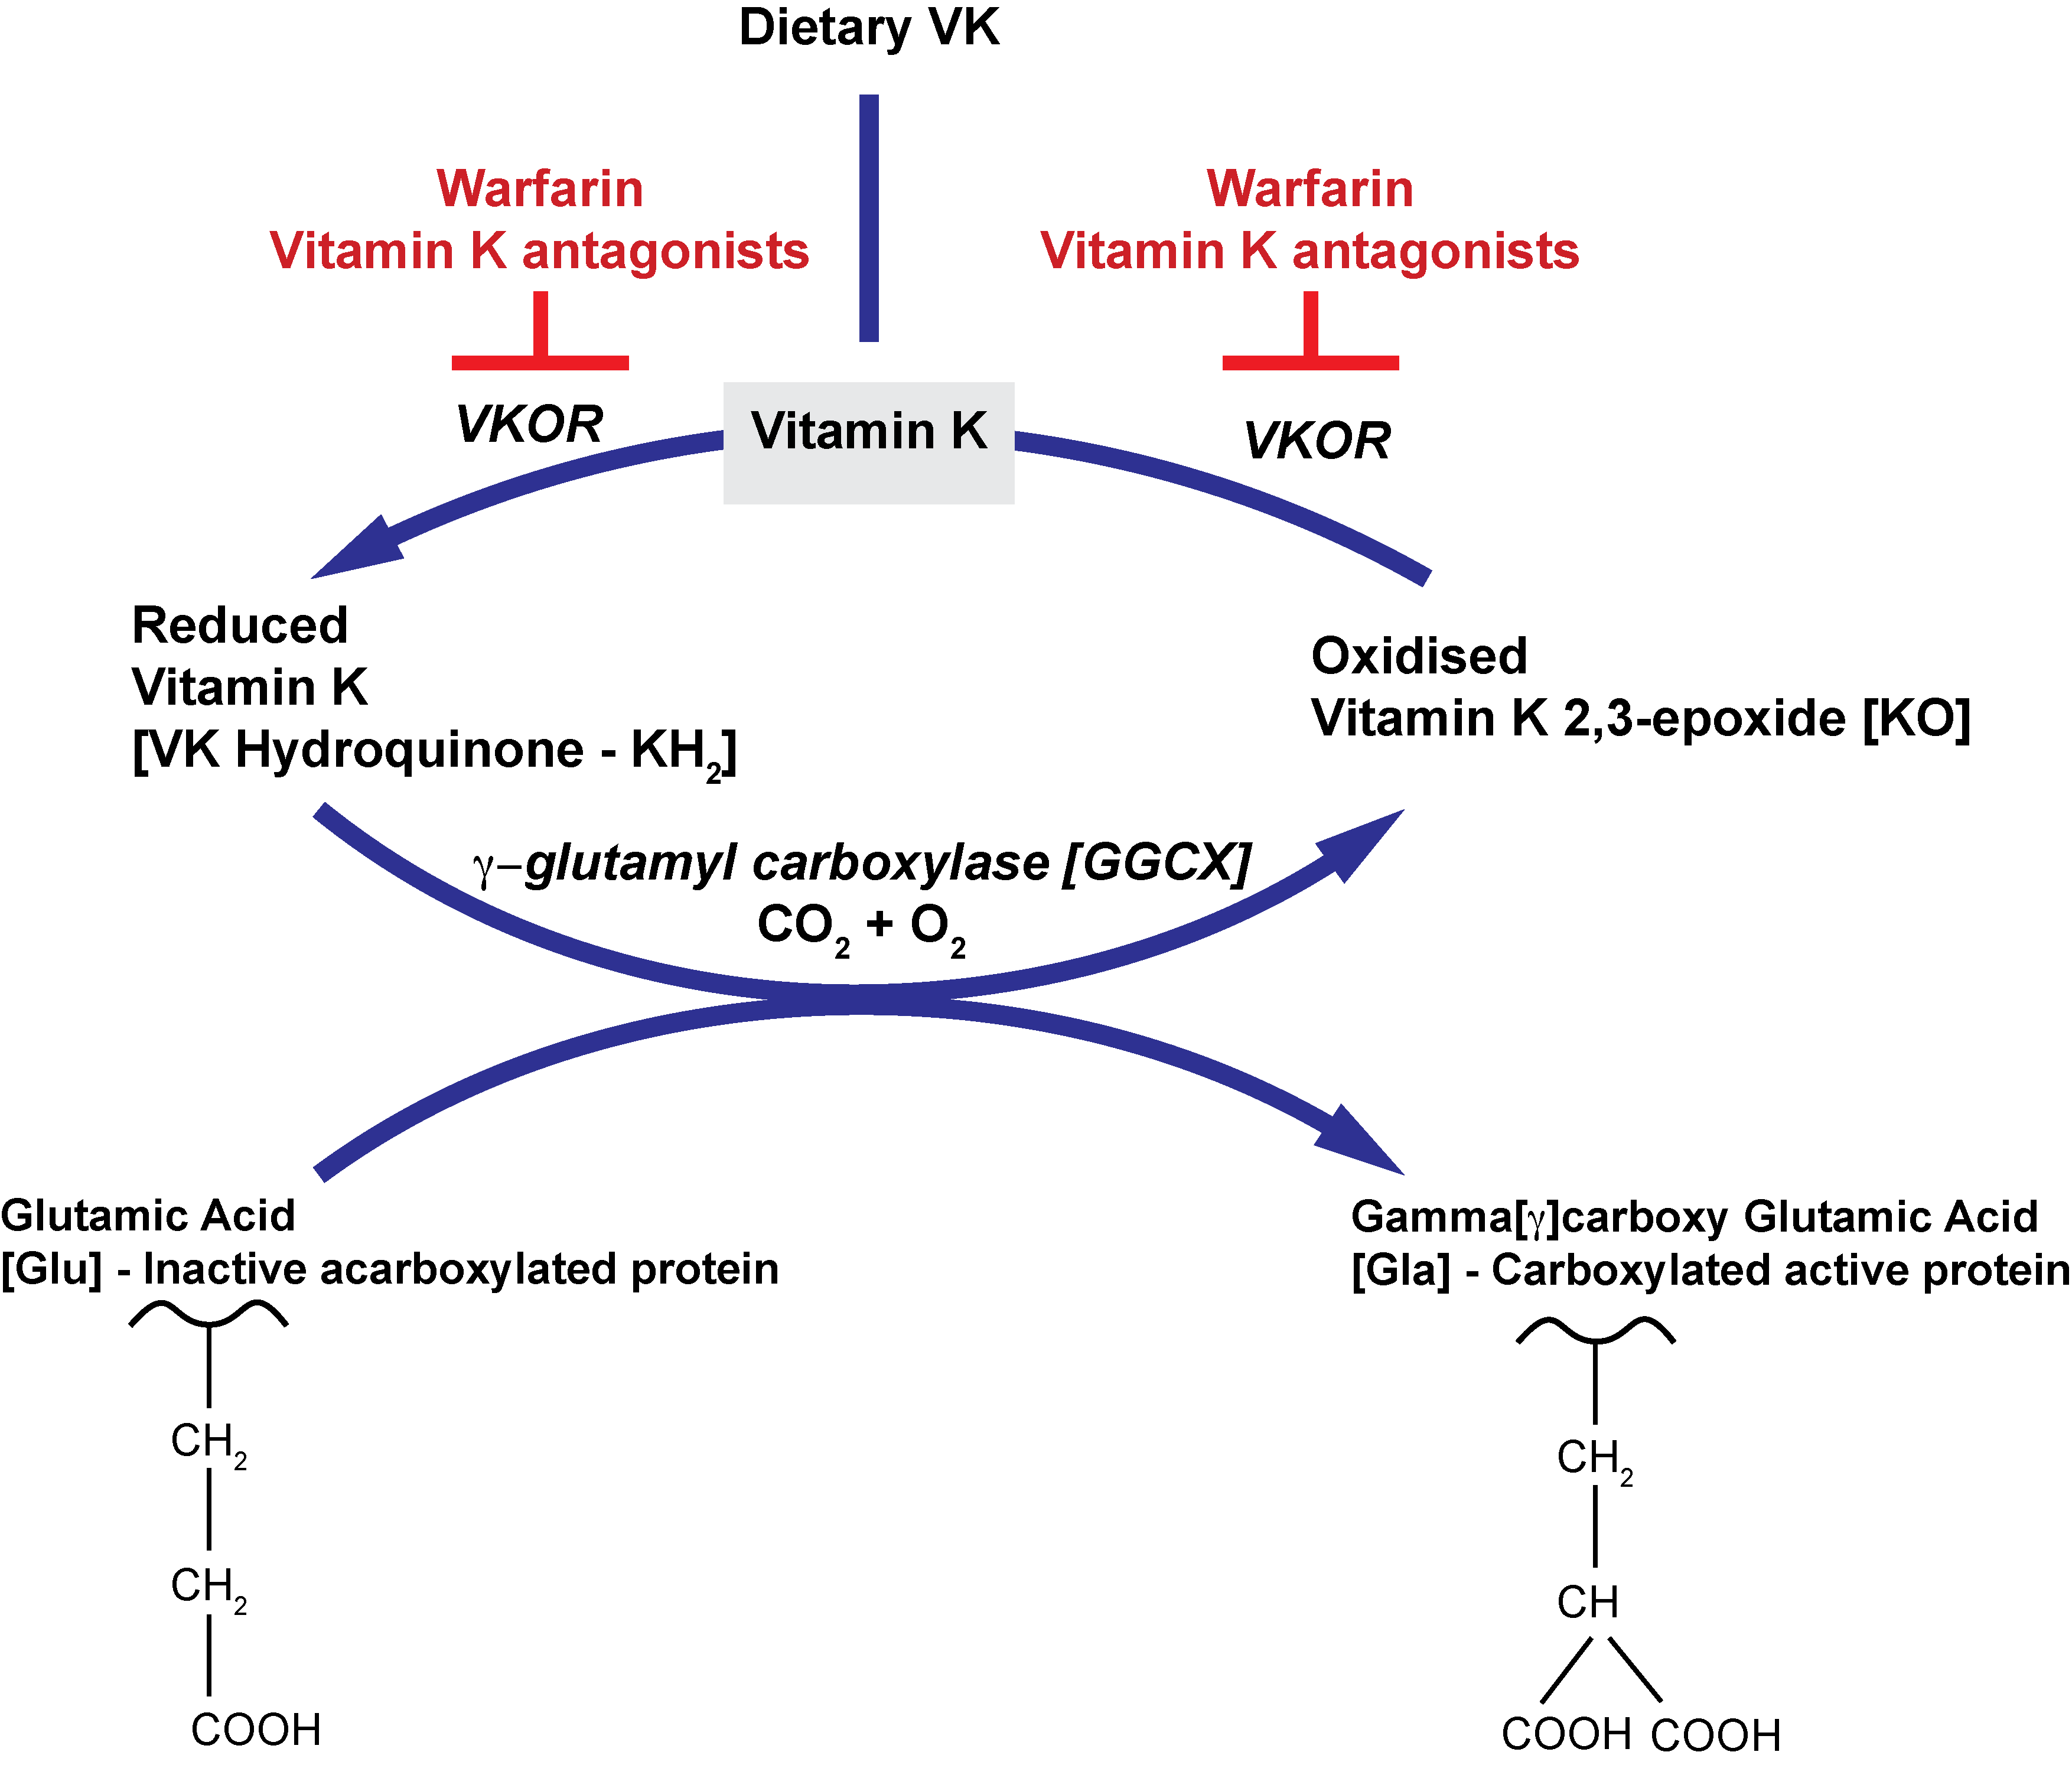 Dietary VK
Warfarin
Vitamin K antagonists
Warfarin
Vitamin K antagonists
VKOR
Vitamin K
VKOR
Reduced
Vitamin K
[VK Hydroquinone - KH₂]
Oxidised
Vitamin K 2,3-epoxide [KO]
γ–glutamyl carboxylase [GGCX]
CO₂ + O₂
Glutamic Acid
[Glu] - Inactive acarboxylated protein
Gamma[γ]carboxy Glutamic Acid
[Gla] - Carboxylated active protein
CH₂
CH₂
COOH
CH₂
CH
COOH COOH